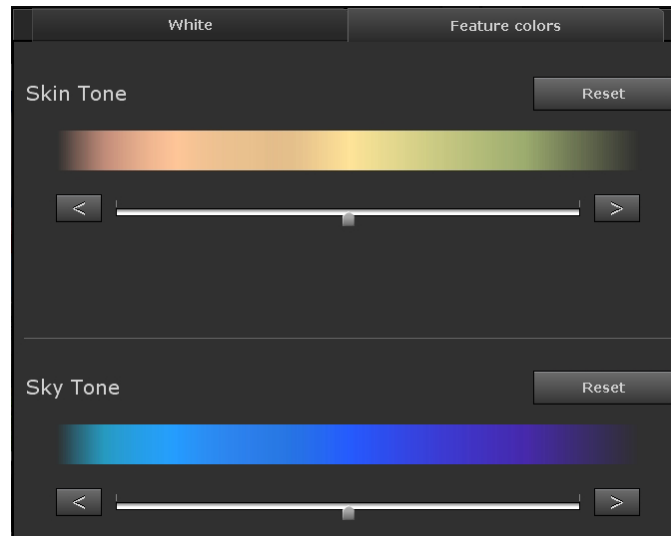 White
Feature colors
Skin Tone
Reset
<
>
Sky Tone
Reset
<
>